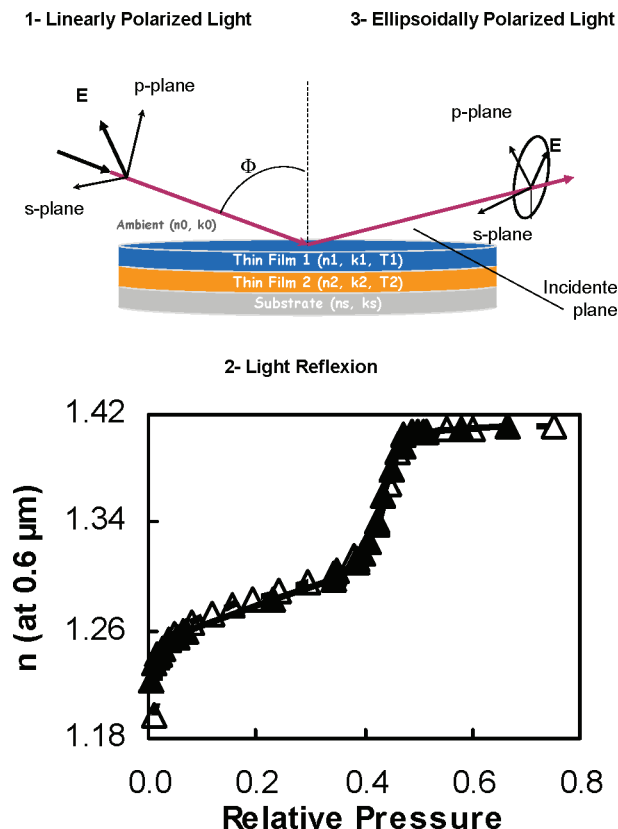 1- Linearly Polarized Light
3- Ellipsoidally Polarized Light
p-plane
E
Φ
s-plane
p-plane
E
s-plane
Ambient (n0, k0)
Thin Film 1 (n1, k1, T1)
Thin Film 2 (n2, k2, T2)
Substrate (ns, ks)
Incidente
plane
2- Light Reflexion
1.42
1.34
1.26
1.18
n (at 0.6 µm)
0.0
0.2
0.4
0.6
0.8
Relative Pressure